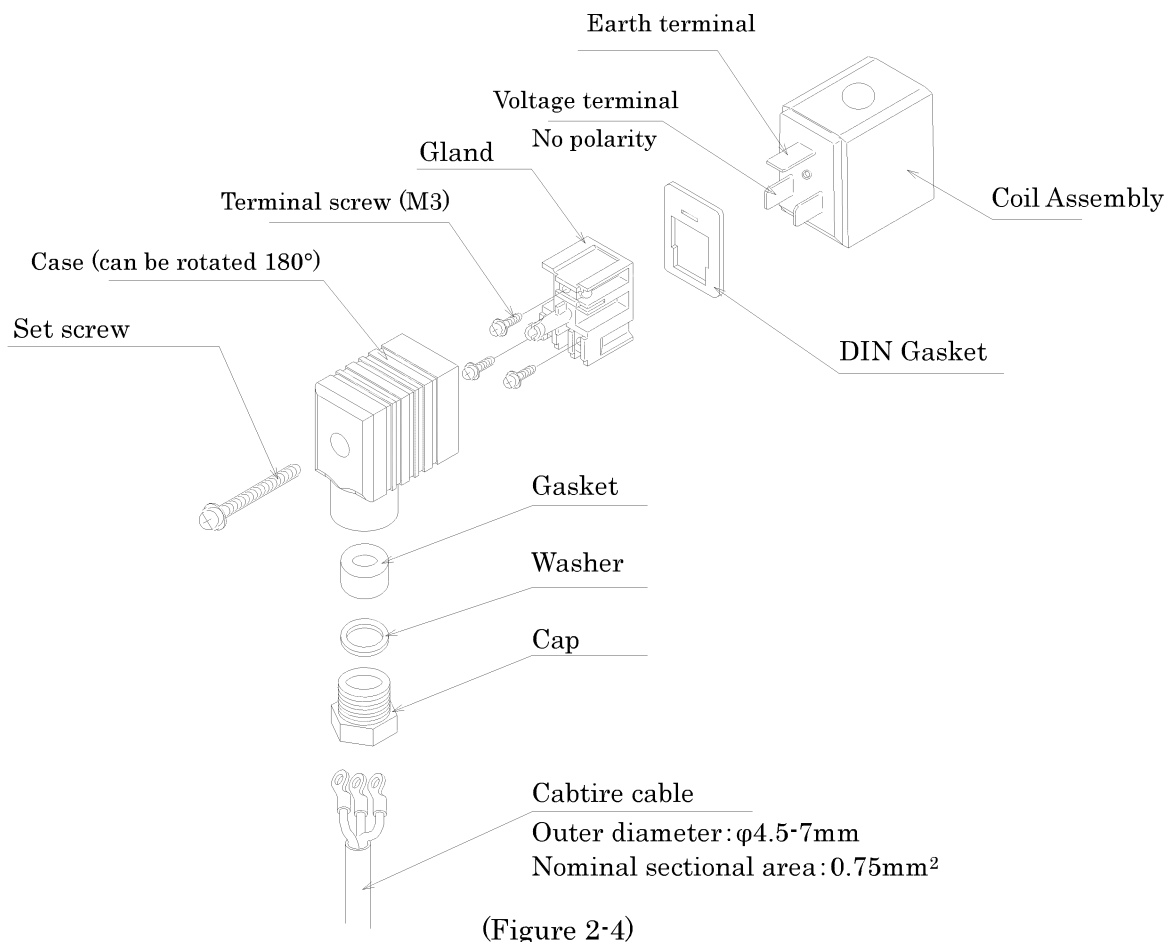 Earth terminal
Voltage terminal
No polarity
Gland
Terminal screw (M3)
Coil Assembly
Case (can be rotated 180°)
Set screw
DIN Gasket
Gasket
Washer
Cap
Cabtire cable
Outer diameter:φ4.5-7mm
Nominal sectional area:0.75mm²
(Figure 2-4)